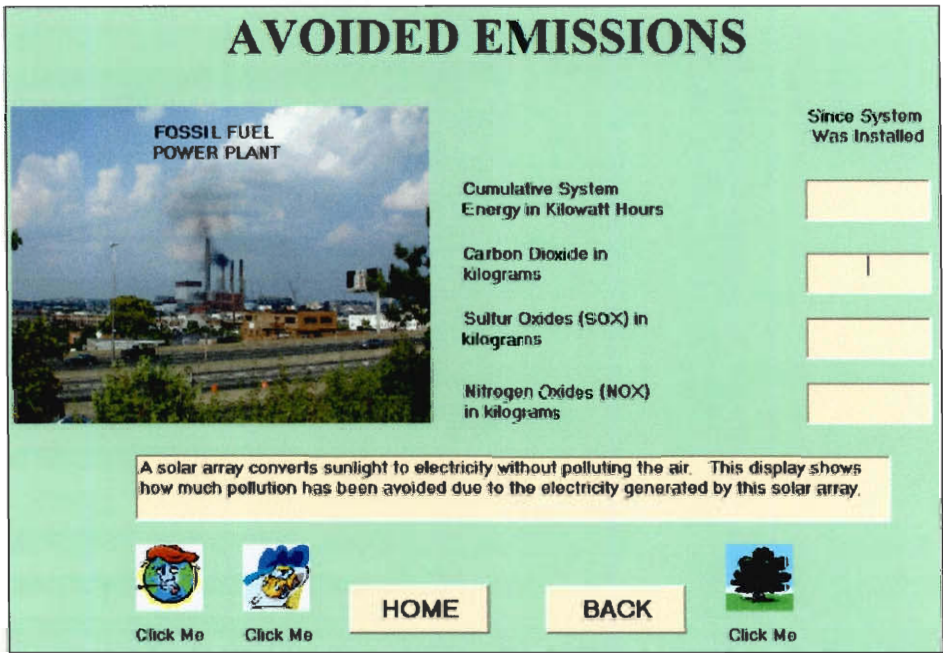 AVOIDED EMISSIONS
FOSSIL FUEL
POWER PLANT
Since System
Was Installed
Cumulative System
Energy in Kilowatt Hours
Carbon Dioxide in
kilograms
Sulfur Oxides (SOX) in
kilograms
Nitrogen Oxides (NOX)
in kilograms
A solar array converts sunlight to electricity without polluting the air. This display shows
how much pollution has been avoided due to the electricity generated by this solar array.
Click Me
Click Me
HOME
BACK
Click Me